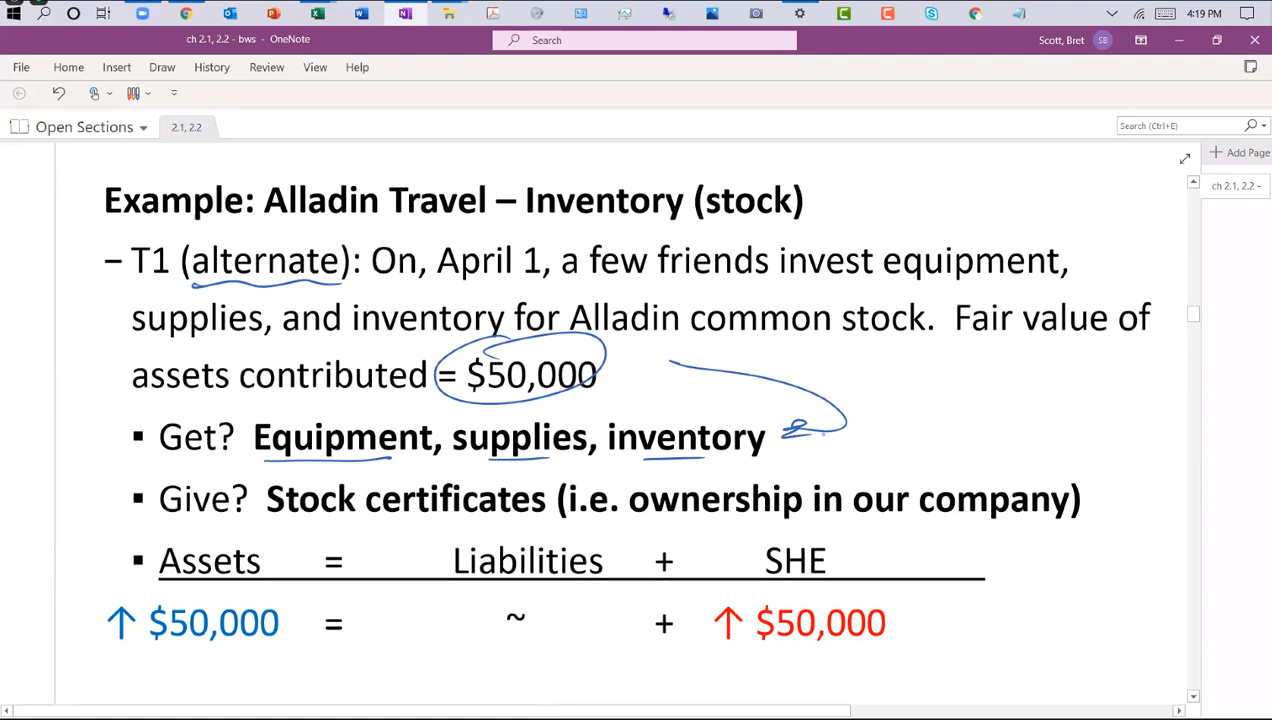 4:19 PM
ch 2.1, 2.2 - bws - OneNote
Search
Scott, Bret
SB
File Home Insert Draw History Review View Help
Open Sections
2.1, 2.2
Search (Ctrl+E)
Add Page
ch 2.1, 2.2 -
Example: Alladin Travel – Inventory (stock)
– T1 (alternate): On, April 1, a few friends invest equipment,
supplies, and inventory for Alladin common stock. Fair value of
assets contributed = $50,000
▪ Get? Equipment, supplies, inventory
▪ Give? Stock certificates (i.e. ownership in our company)
▪ Assets = Liabilities + SHE
↑ $50,000 = ~ + ↑ $50,000